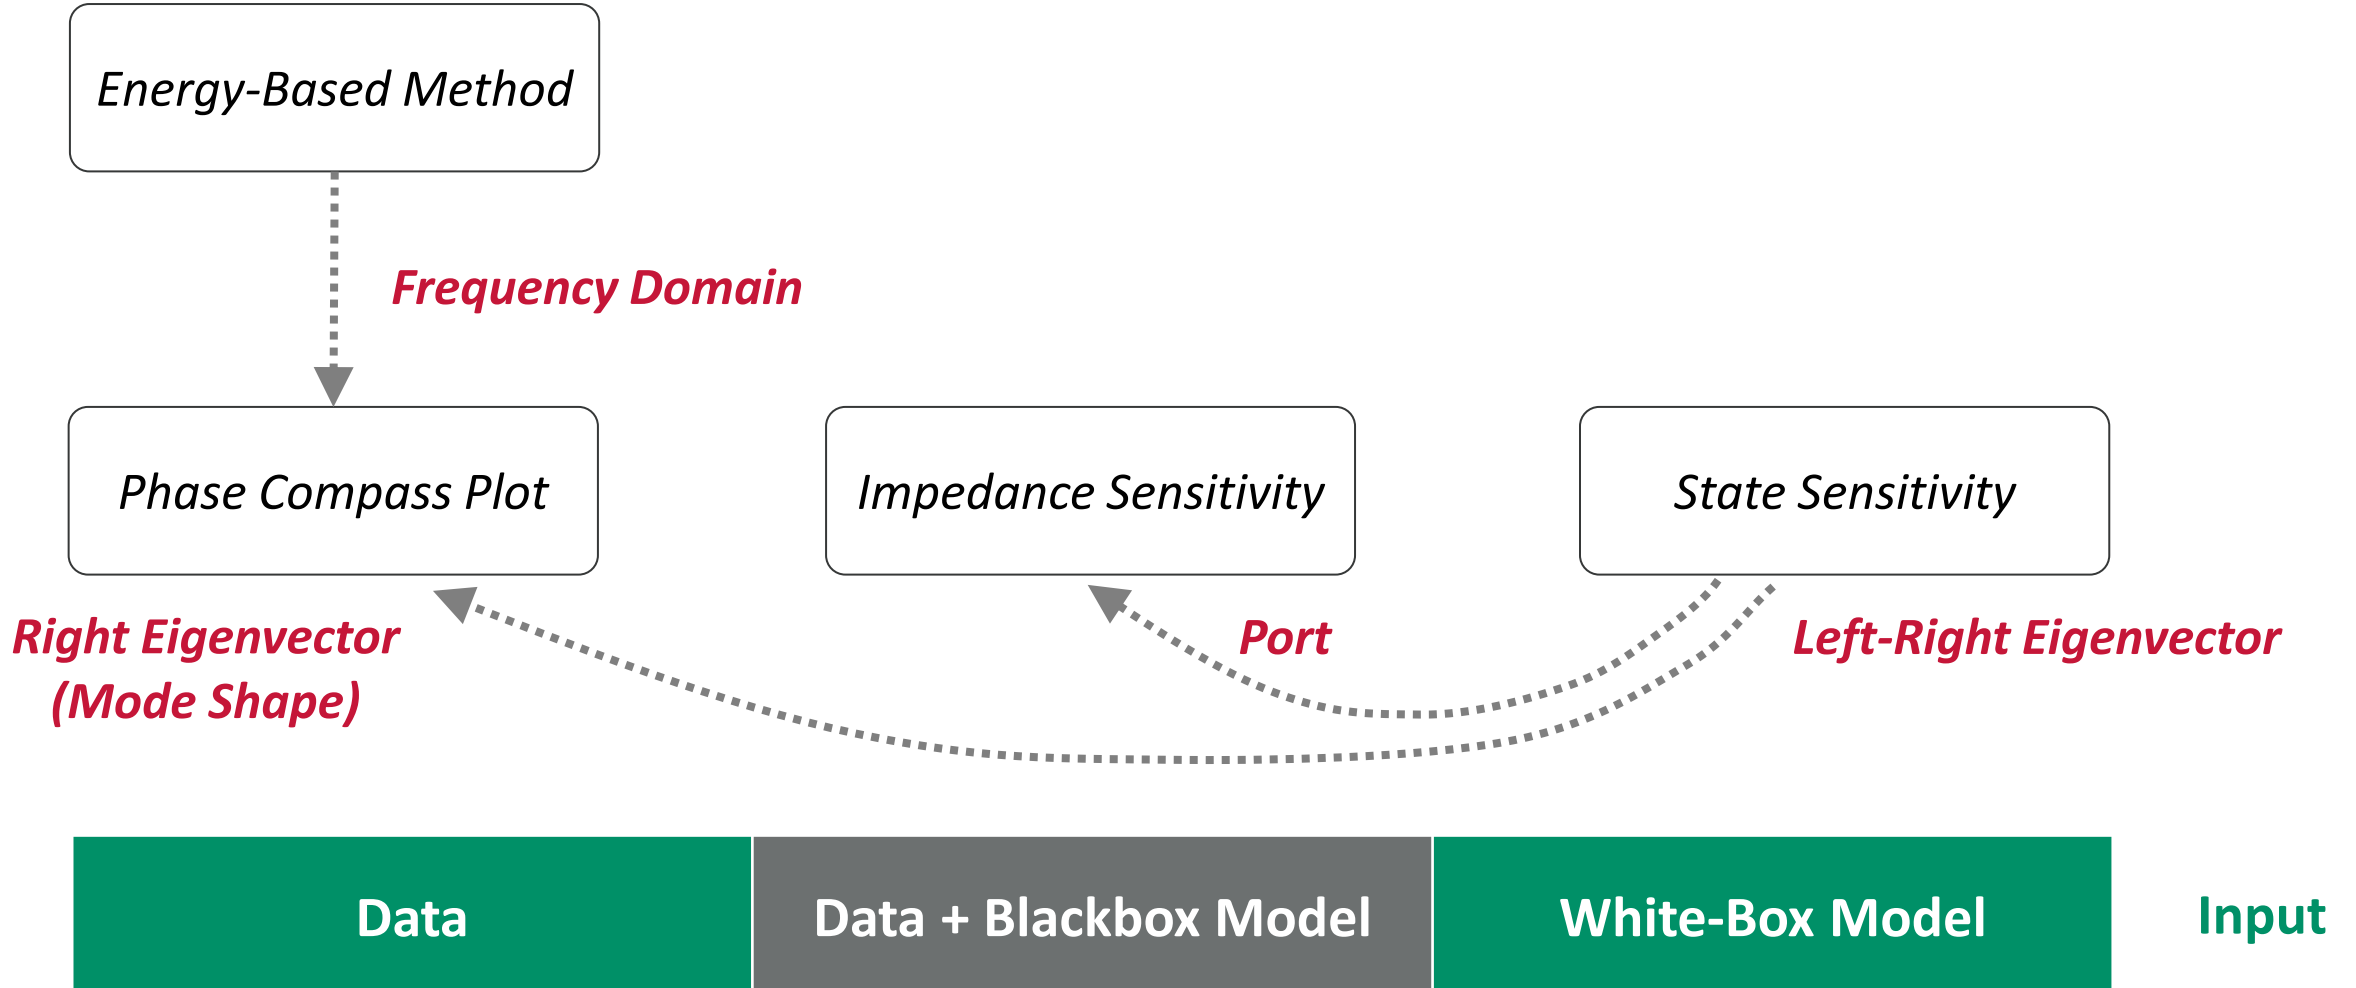 Energy-Based Method
Frequency Domain
Phase Compass Plot
Impedance Sensitivity
State Sensitivity
Right Eigenvector
(Mode Shape)
Port
Left-Right Eigenvector
Data
Data + Blackbox Model
White-Box Model
Input